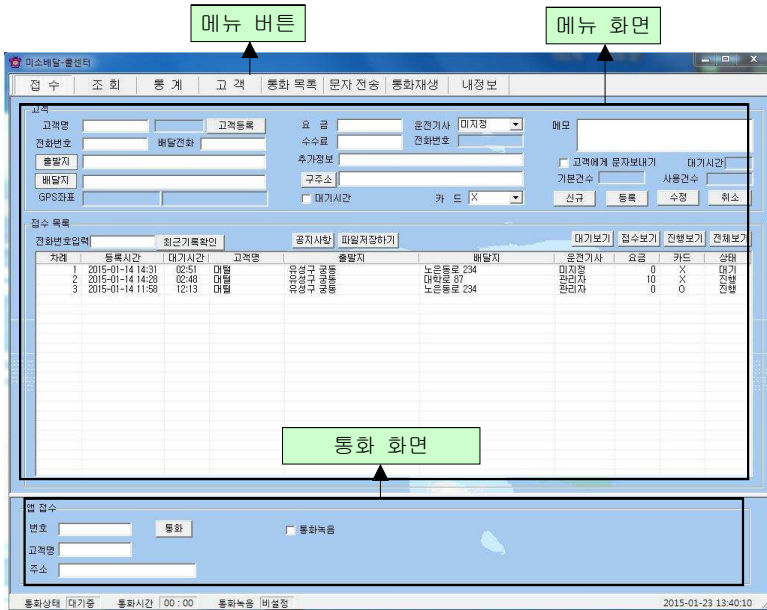 메뉴 버튼
메뉴 화면
미소배달-콜센터
접 수 조 회 통 계 고 객 통화 목록 문자 전송 통화재생 내정보
고객
고객명 고객등록 요 금 운전기사 미지정 메모
전화번호 배달전화 수수료 전화번호
출발지 추가정보 고객에게 문자보내기 대기시간
배달지 구주소 기본건수 사용건수
GPS좌표 대기시간 카 드 X 신규 등록 수정 취소
접수 목록
전화번호입력 최근기록확인 공지사항 파일저장하기 대기보기 접수보기 진행보기 전체보기
차례 등록시간 대기시간 고객명 출발지 배달지 운전기사 요금 카드 상태
1 2015-01-14 14:31 02:51 대털 유성구 궁동 노은동로 234 미지정 0 X 대기
2 2015-01-14 14:28 02:48 대털 유성구 궁동 대학로 87 관리자 10 X 진행
3 2015-01-14 11:58 12:13 대털 유성구 궁동 노은동로 234 관리자 0 O 진행
통화 화면
앱 접수
번호 통화 통화녹음
고객명
주소
통화상태 대기중 통화시간 00 : 00 통화녹음 비설정 2015-01-23 13:40:10